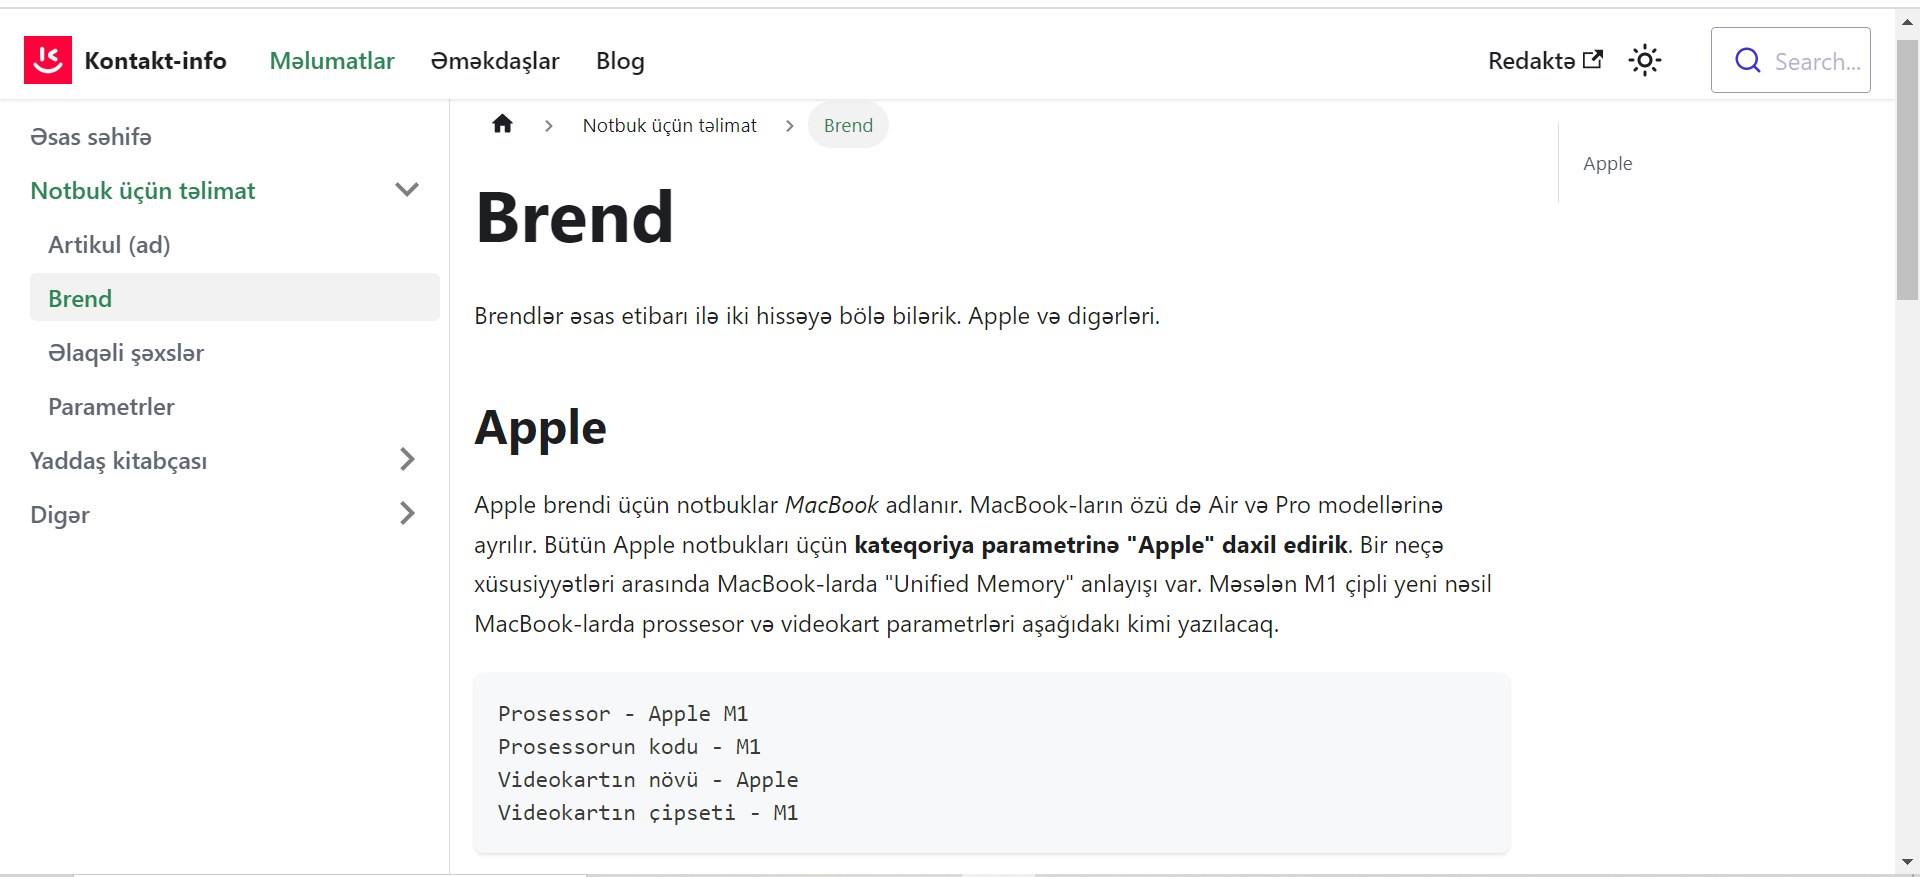 Kontakt-info Məlumatlar Əməkdaşlar Blog Redaktə Search...
Əsas səhifə
Notbuk üçün təlimat
Artikul (ad)
Brend
Əlaqəli şəxslər
Parametrler
Yaddaş kitabçası
Digər
Notbuk üçün təlimat Brend
Brend
Brendlər əsas etibarı ilə iki hissəyə bölə bilərik. Apple və digərləri.
Apple
Apple brendi üçün notbuklar MacBook adlanır. MacBook-ların özü də Air və Pro modellərinə
ayrılır. Bütün Apple notbukları üçün kateqoriya parametrinə "Apple" daxil edirik. Bir neçə
xüsusiyyətləri arasında MacBook-larda "Unified Memory" anlayışı var. Məsələn M1 çipli yeni nəsil
MacBook-larda prossesor və videokart parametrləri aşağıdakı kimi yazılacaq.
Prosessor - Apple M1
Prosessorun kodu - M1
Videokartın növü - Apple
Videokartın çipseti - M1
Apple